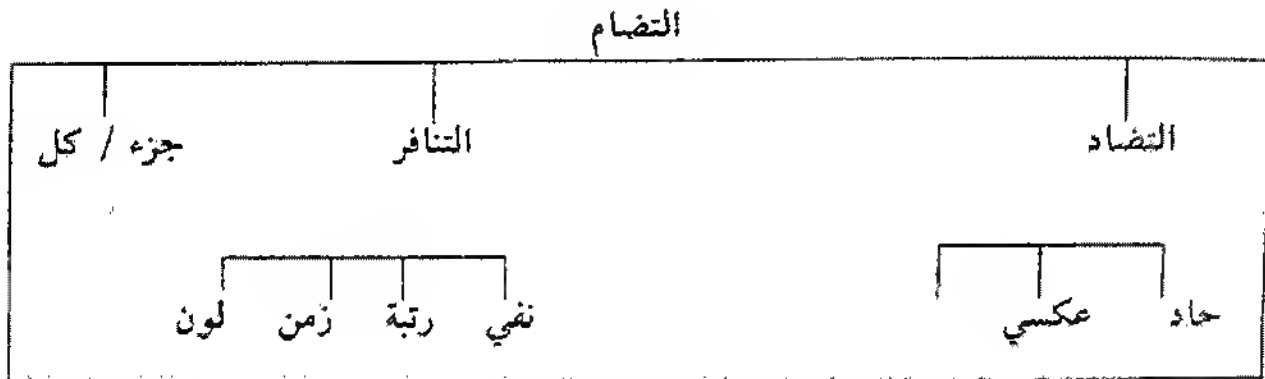 التضام
التضاد التنافر جزء / كل
حاد عكسي نفي رتبة زمن لون